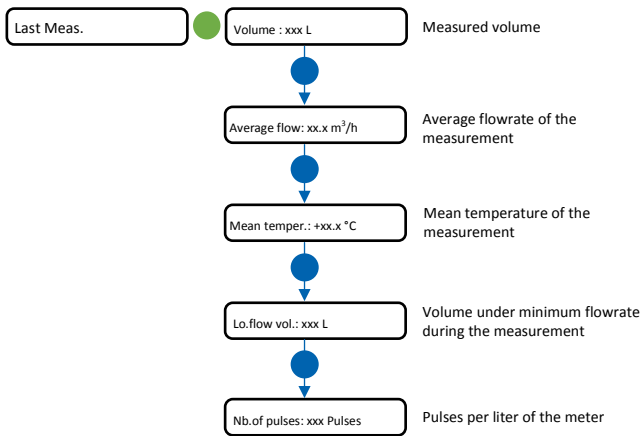 Last Meas.
Volume : xxx L
Measured volume
Average flow: xx.x m³/h
Average flowrate of the
measurement
Mean temper.: +xx.x °C
Mean temperature of the
measurement
Lo.flow vol.: xxx L
Volume under minimum flowrate
during the measurement
Nb.of pulses: xxx Pulses
Pulses per liter of the meter